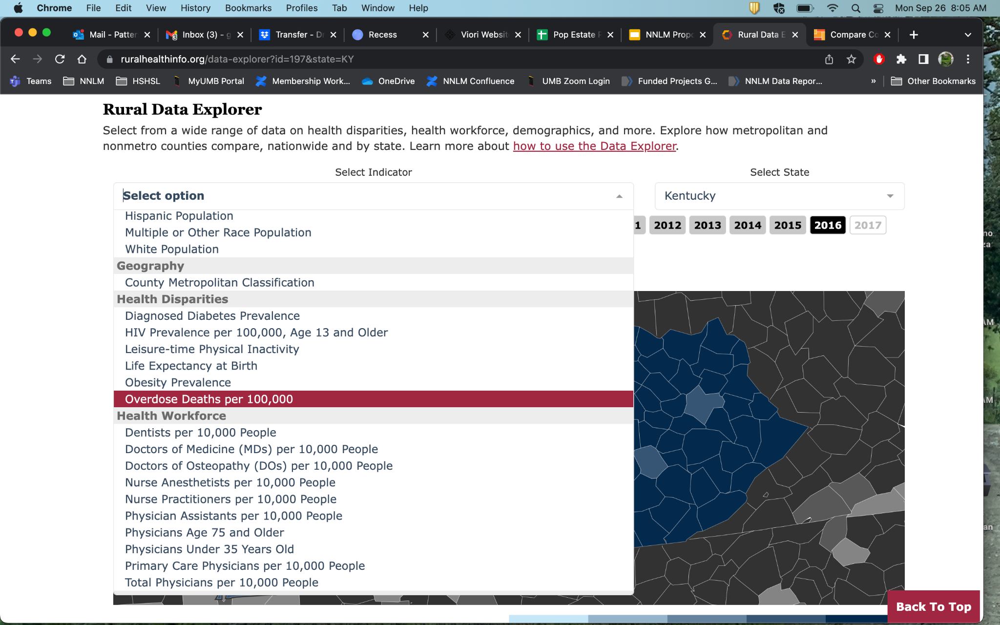 Chrome File Edit View History Bookmarks Profiles Tab Window Help Mon Sep 26 8:05 AM
Mail - Patter Inbox (3) - g Transfer - Dr Recess Viori Websit Pop Estate F NNLM Prop Rural Data E Compare Co
ruralhealthinfo.org/data-explorer?id=197&state=KY
Teams NNLM HSHSL MyUMB Portal Membership Work... OneDrive NNLM Confluence UMB Zoom Login Funded Projects G... NNLM Data Repor... » Other Bookmarks
Rural Data Explorer
Select from a wide range of data on health disparities, health workforce, demographics, and more. Explore how metropolitan and
nonmetro counties compare, nationwide and by state. Learn more about how to use the Data Explorer.
Select Indicator Select State
Select option Kentucky
1 2012 2013 2014 2015 2016 2017
Hispanic Population
Multiple or Other Race Population
White Population
Geography
County Metropolitan Classification
Health Disparities
Diagnosed Diabetes Prevalence
HIV Prevalence per 100,000, Age 13 and Older
Leisure-time Physical Inactivity
Life Expectancy at Birth
Obesity Prevalence
Overdose Deaths per 100,000
Health Workforce
Dentists per 10,000 People
Doctors of Medicine (MDs) per 10,000 People
Doctors of Osteopathy (DOs) per 10,000 People
Nurse Anesthetists per 10,000 People
Nurse Practitioners per 10,000 People
Physician Assistants per 10,000 People
Physicians Age 75 and Older
Physicians Under 35 Years Old
Primary Care Physicians per 10,000 People
Total Physicians per 10,000 People
Back To Top